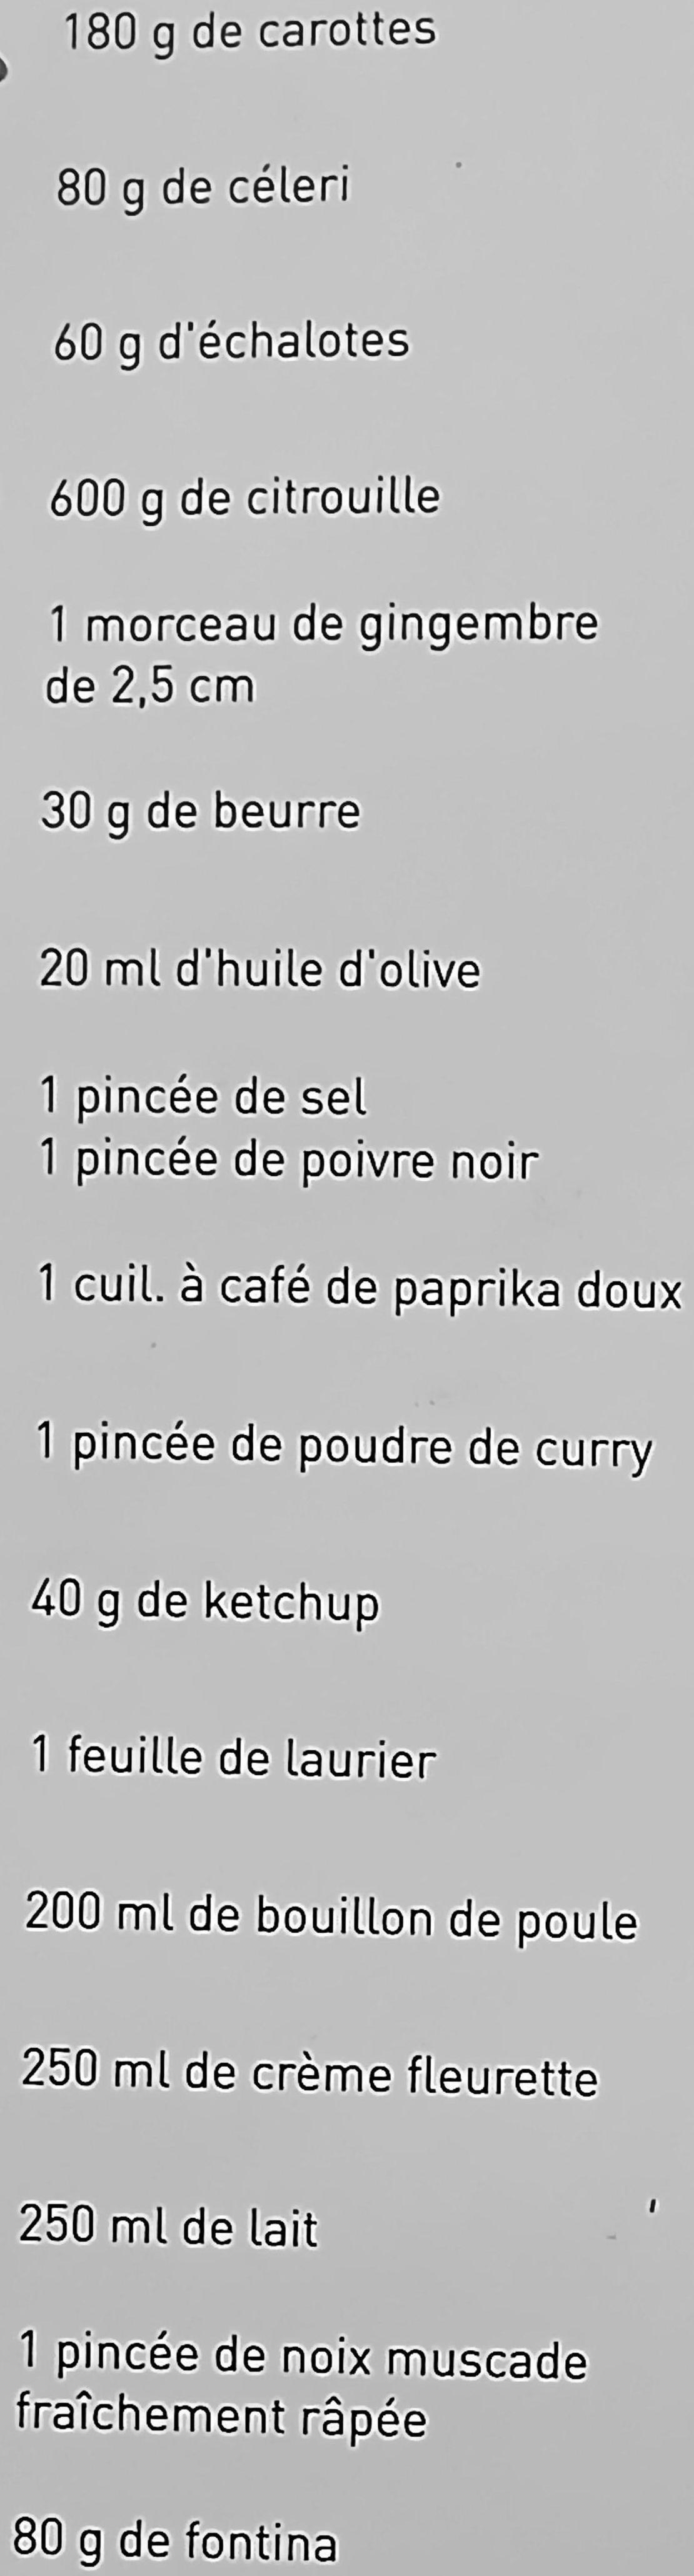 180 g de carottes
80 g de céleri
60 g d'échalotes
600 g de citrouille
1 morceau de gingembre
de 2,5 cm
30 g de beurre
20 ml d'huile d'olive
1 pincée de sel
1 pincée de poivre noir
1 cuil. à café de paprika doux
1 pincée de poudre de curry
40 g de ketchup
1 feuille de laurier
200 ml de bouillon de poule
250 ml de crème fleurette
250 ml de lait
1 pincée de noix muscade
fraîchement râpée
80 g de fontina